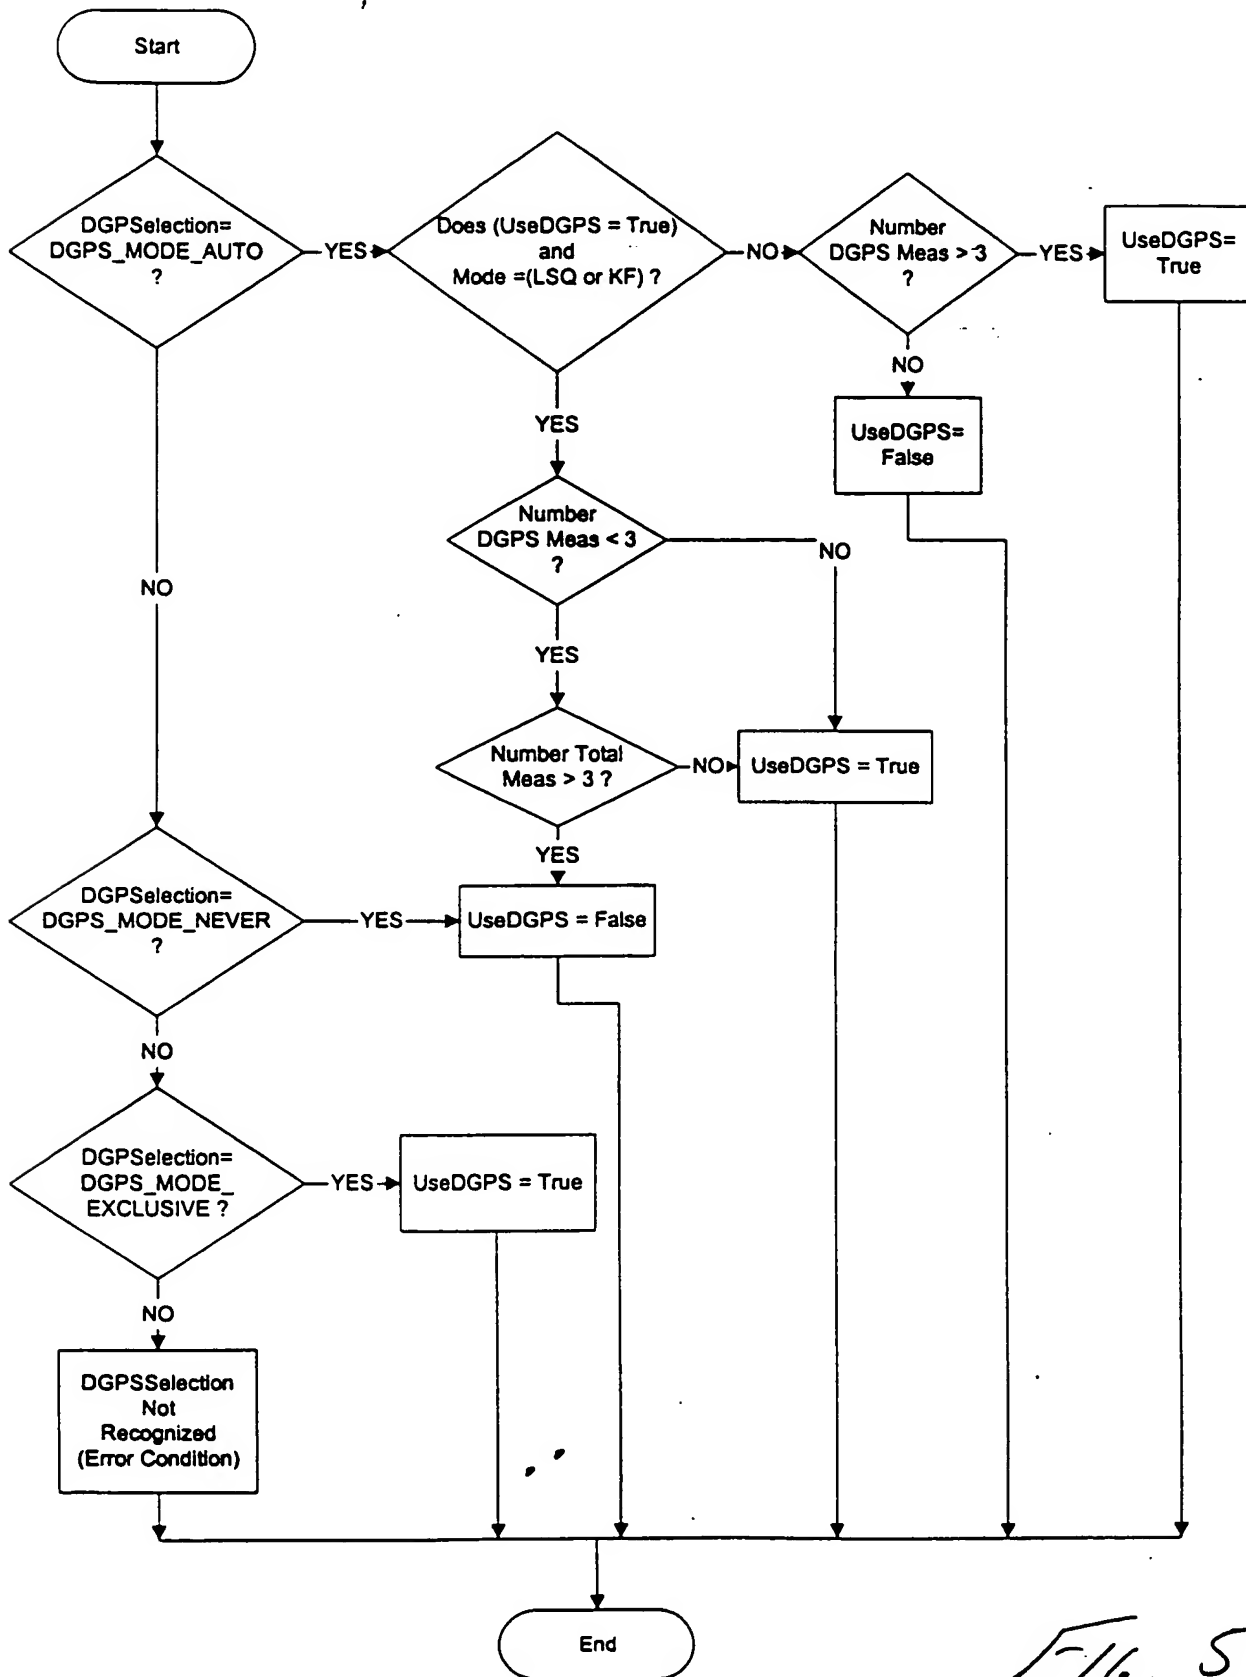 Start
DGPSelection=
DGPS_MODE_AUTO
?
YES
Does (UseDGPS = True)
and
Mode =(LSQ or KF) ?
NO
Number
DGPS Meas > 3
?
YES
UseDGPS=
True
NO
UseDGPS=
False
YES
Number
DGPS Meas < 3
?
NO
NO
YES
Number Total
Meas > 3 ?
NO
UseDGPS = True
YES
DGPSelection=
DGPS_MODE_NEVER
?
YES
UseDGPS = False
NO
DGPSelection=
DGPS_MODE_
EXCLUSIVE ?
YES
UseDGPS = True
NO
DGPSSelection
Not
Recognized
(Error Condition)
End
FIG. 5